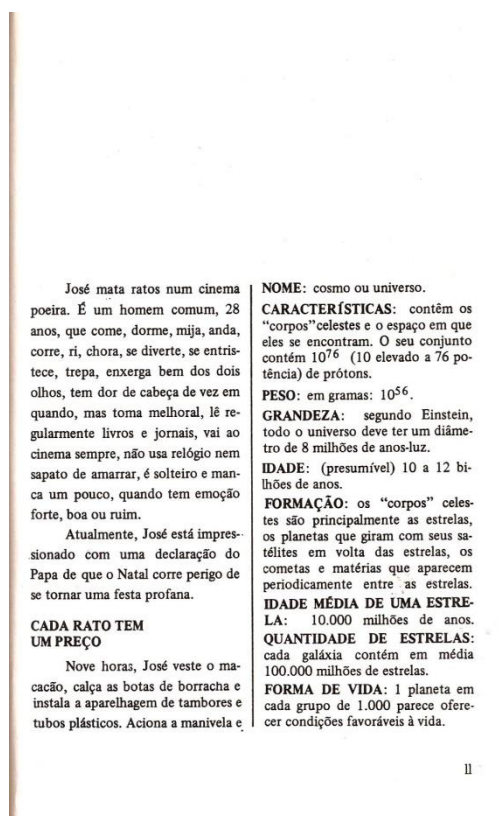 José mata ratos num cinema
poeira. É um homem comum, 28
anos, que come, dorme, mija, anda,
corre, ri, chora, se diverte, se entris-
tece, trepa, enxerga bem dos dois
olhos, tem dor de cabeça de vez em
quando, mas toma melhoral, lê re-
gularmente livros e jornais, vai ao
cinema sempre, não usa relógio nem
sapato de amarrar, é solteiro e man-
ca um pouco, quando tem emoção
forte, boa ou ruim.
Atualmente, José está impres-
sionado com uma declaração do
Papa de que o Natal corre perigo de
se tornar uma festa profana.
CADA RATO TEM
UM PREÇO
Nove horas, José veste o ma-
cacão, calça as botas de borracha e
instala a aparelhagem de tambores e
tubos plásticos. Aciona a manivela e
NOME: cosmo ou universo.
CARACTERÍSTICAS: contêm os
“corpos”celestes e o espaço em que
eles se encontram. O seu conjunto
contém 10⁷⁶ (10 elevado a 76 po-
tência) de prótons.
PESO: em gramas: 10⁵⁶.
GRANDEZA: segundo Einstein,
todo o universo deve ter um diâme-
tro de 8 milhões de anos-luz.
IDADE: (presumível) 10 a 12 bi-
lhões de anos.
FORMAÇÃO: os “corpos” celes-
tes são principalmente as estrelas,
os planetas que giram com seus sa-
télites em volta das estrelas, os
cometas e matérias que aparecem
periodicamente entre as estrelas.
IDADE MÉDIA DE UMA ESTRE-
LA: 10.000 milhões de anos.
QUANTIDADE DE ESTRELAS:
cada galáxia contém em média
100.000 milhões de estrelas.
FORMA DE VIDA: 1 planeta em
cada grupo de 1.000 parece ofere-
cer condições favoráveis à vida.
11